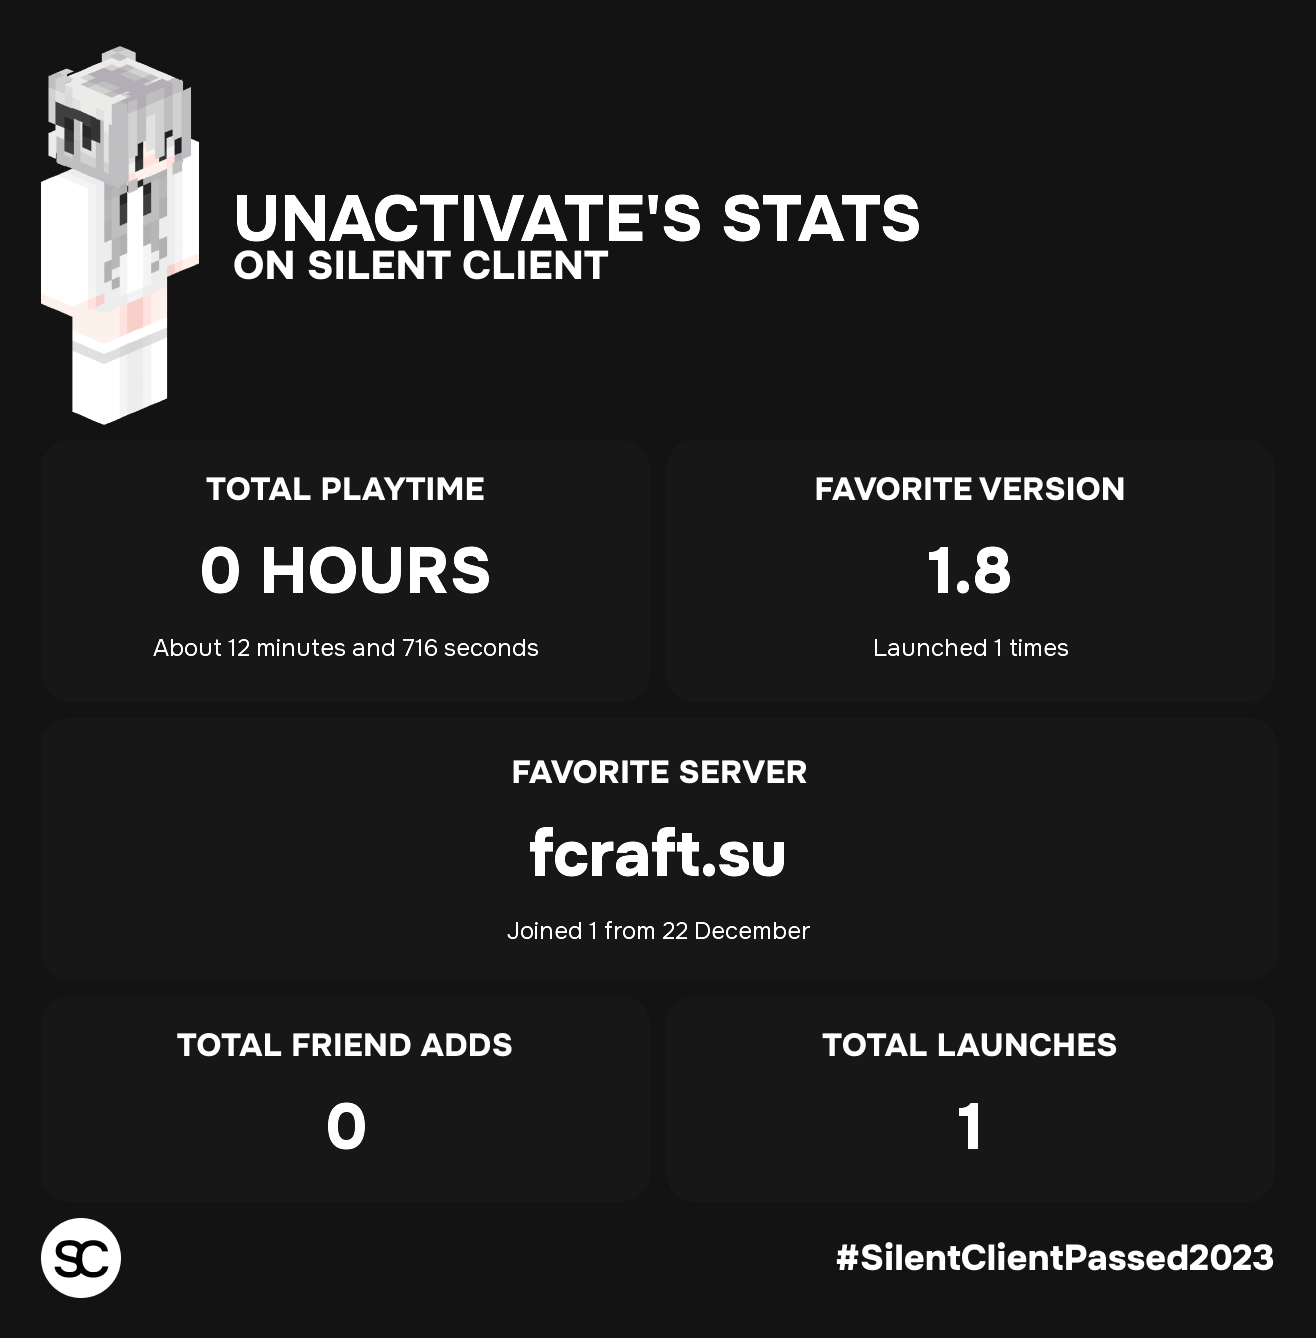 UNACTIVATE'S STATS
ON SILENT CLIENT
TOTAL PLAYTIME
0 HOURS
About 12 minutes and 716 seconds
FAVORITE VERSION
1.8
Launched 1 times
FAVORITE SERVER
fcraft.su
Joined 1 from 22 December
TOTAL FRIEND ADDS
0
TOTAL LAUNCHES
1
SC
#SilentClientPassed2023